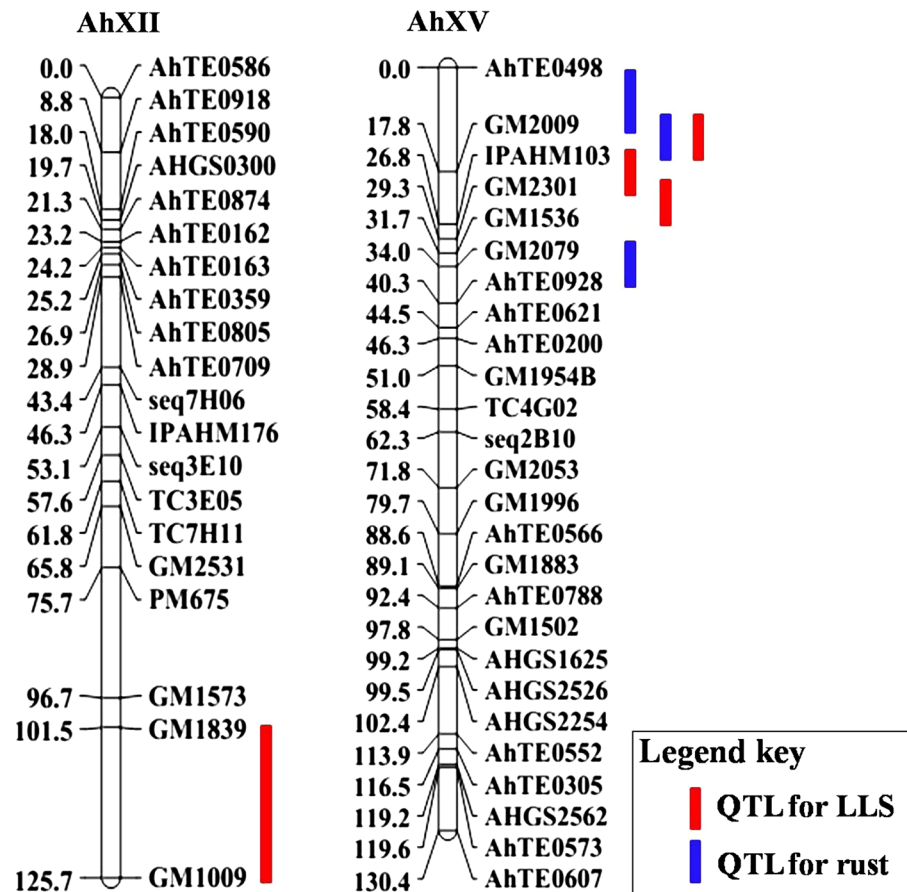 AhXII
0.0 AhTE0586
8.8 AhTE0918
18.0 AhTE0590
19.7 AHGS0300
21.3 AhTE0874
23.2 AhTE0162
24.2 AhTE0163
25.2 AhTE0359
26.9 AhTE0805
28.9 AhTE0709
43.4 seq7H06
46.3 IPAHM176
53.1 seq3E10
57.6 TC3E05
61.8 TC7H11
65.8 GM2531
75.7 PM675
96.7 GM1573
101.5 GM1839
125.7 GM1009
AhXV
0.0 AhTE0498
17.8 GM2009
26.8 IPAHM103
29.3 GM2301
31.7 GM1536
34.0 GM2079
40.3 AhTE0928
44.5 AhTE0621
46.3 AhTE0200
51.0 GM1954B
58.4 TC4G02
62.3 seq2B10
71.8 GM2053
79.7 GM1996
88.6 AhTE0566
89.1 GM1883
92.4 AhTE0788
97.8 GM1502
99.2 AHGS1625
99.5 AHGS2526
102.4 AHGS2254
113.9 AhTE0552
116.5 AhTE0305
119.2 AHGS2562
119.6 AhTE0573
130.4 AhTE0607
Legend key
QTL for LLS
QTL for rust